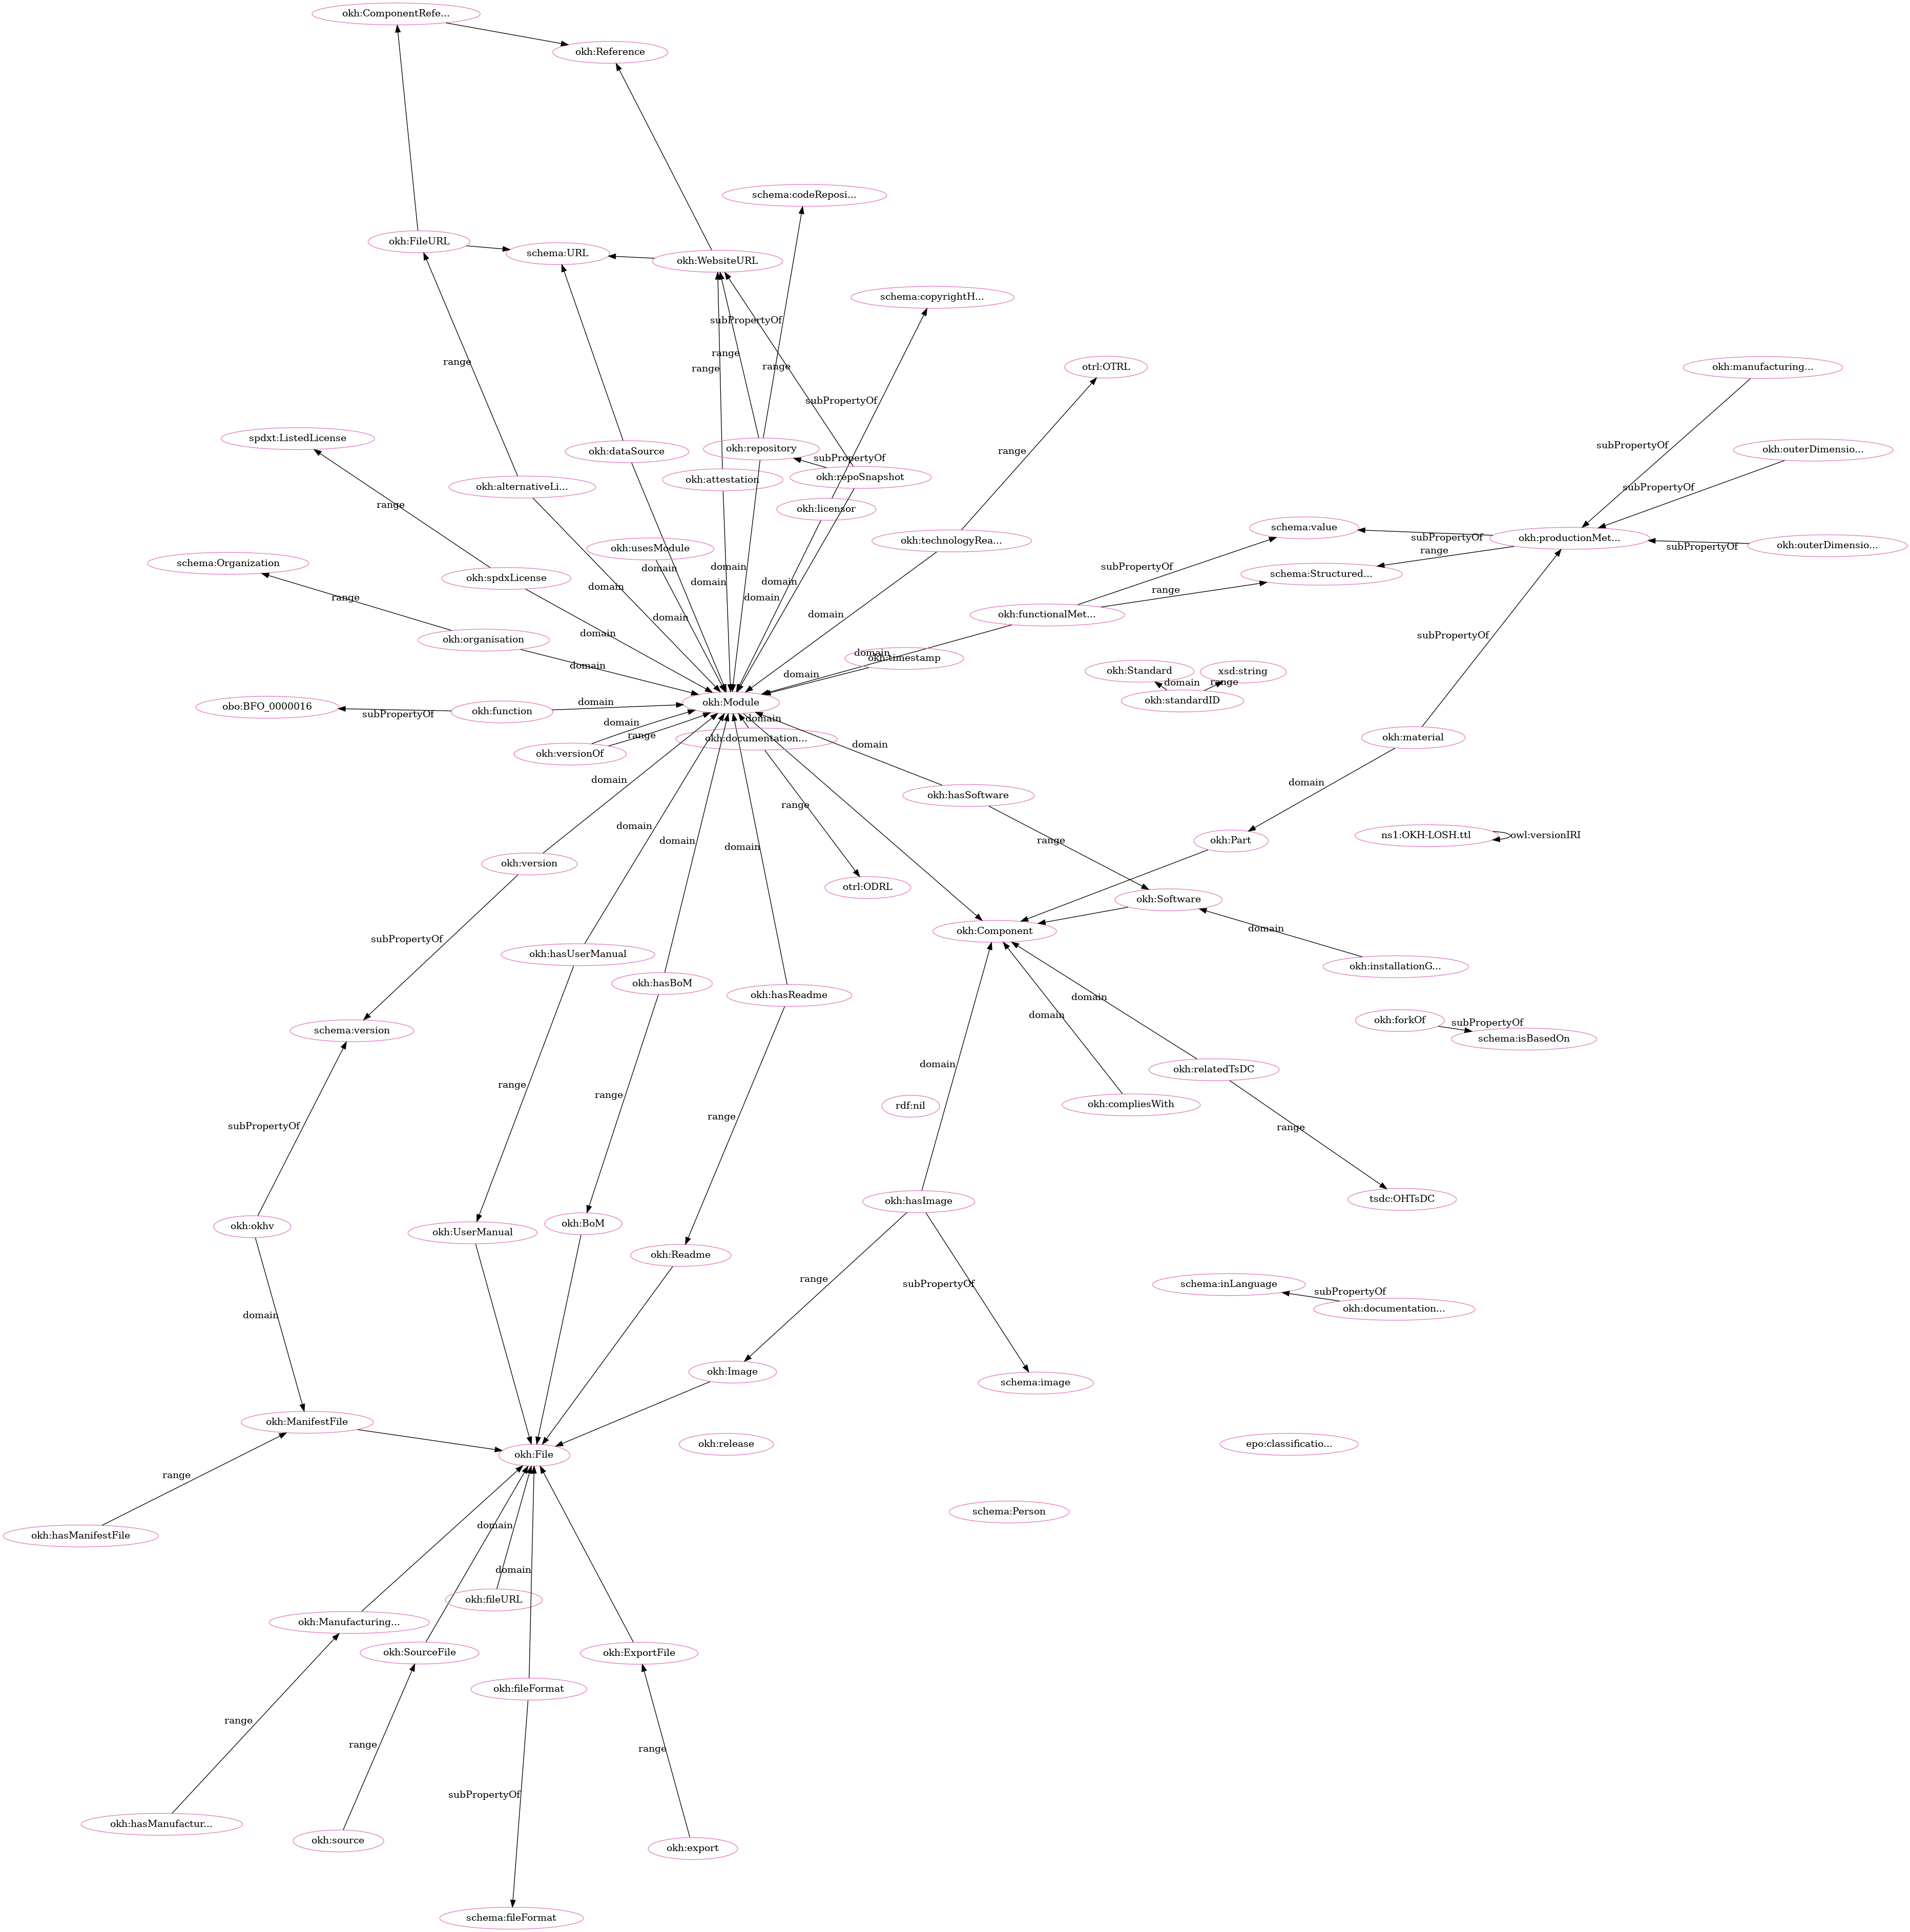 okh:ComponentRefe...
okh:Reference
schema:codeReposi...
okh:FileURL
schema:URL
okh:WebsiteURL
schema:copyrightH...
subPropertyOf
range
range
range
range
otrl:OTRL
okh:manufacturing...
subPropertyOf
spdxt:ListedLicense
okh:dataSource
okh:repository
subPropertyOf
subPropertyOf
okh:outerDimensio...
range
okh:alternativeLi...
okh:attestation
okh:repoSnapshot
subPropertyOf
range
okh:licensor
schema:value
okh:productionMet...
subPropertyOf
okh:technologyRea...
okh:usesModule
subPropertyOf
okh:outerDimensio...
range
schema:Organization
okh:spdxLicense
domain
domain
subPropertyOf
schema:Structured...
domain
domain
domain
range
range
domain
domain
domain
okh:functionalMet...
domain
domain
subPropertyOf
okh:organisation
domain
domain
okh:timestamp
okh:Standard
xsd:string
domain
domain
range
okh:standardID
obo:BFO_0000016
subPropertyOf
okh:function
domain
okh:Module
domain
domain
range
okh:documentation...
domain
okh:material
okh:versionOf
domain
okh:hasSoftware
domain
range
domain
domain
domain
range
okh:Part
ns1:OKH-LOSH.ttl
owl:versionIRI
okh:version
otrl:ODRL
okh:Software
subPropertyOf
okh:Component
domain
okh:hasUserManual
okh:installationG...
okh:hasBoM
okh:hasReadme
domain
domain
schema:version
okh:forkOf
subPropertyOf
schema:isBasedOn
domain
okh:relatedTsDC
range
range
rdf:nil
okh:compliesWith
subPropertyOf
range
range
okh:hasImage
tsdc:OHTsDC
okh:okhv
okh:UserManual
okh:BoM
okh:Readme
range
subPropertyOf
schema:inLanguage
subPropertyOf
okh:documentation...
domain
okh:Image
schema:image
okh:ManifestFile
okh:File
okh:release
epo:classificatio...
range
schema:Person
okh:hasManifestFile
domain
domain
okh:fileURL
okh:Manufacturing...
okh:SourceFile
okh:ExportFile
okh:fileFormat
range
range
range
subPropertyOf
okh:hasManufactur...
okh:source
okh:export
schema:fileFormat